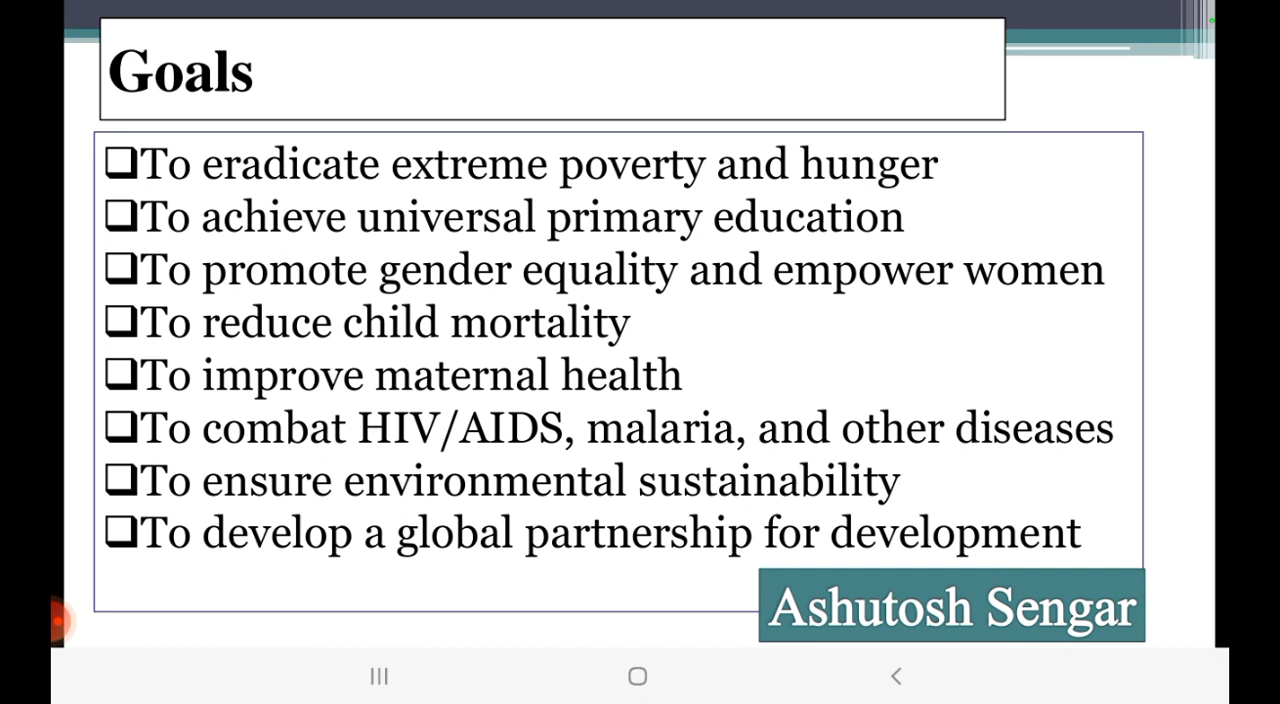 Goals
❑To eradicate extreme poverty and hunger
❑To achieve universal primary education
❑To promote gender equality and empower women
❑To reduce child mortality
❑To improve maternal health
❑To combat HIV/AIDS, malaria, and other diseases
❑To ensure environmental sustainability
❑To develop a global partnership for development
Ashutosh Sengar